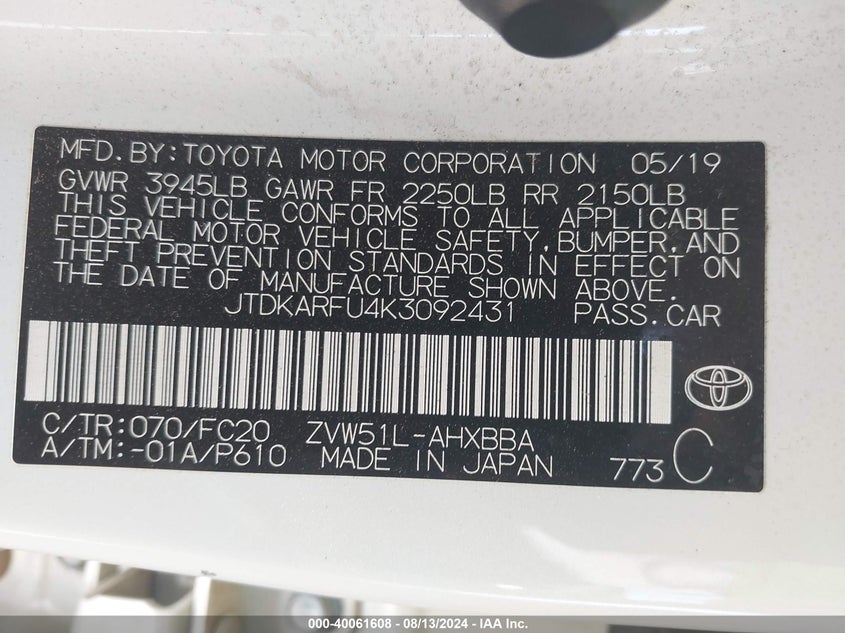 MFD.BY:TOYOTA MOTOR CORPORATION 05/19
GVWR 3945LB GAWR FR 2250LB RR 2150LB
THIS VEHICLE CONFORMS TO ALL APPLICABLE
FEDERAL MOTOR VEHICLE SAFETY,BUMPER,AND
THEFT PREVENTION STANDARDS IN EFFECT ON
THE DATE OF MANUFACTURE SHOWN ABOVE.
JTDKARFU4K3092431 PASS.CAR
C/TR:070/FC20 ZVW51L-AHXBBA
A/TM:-01A/P610 MADE IN JAPAN 773 C
000-40061608 - 08/13/2024 - IAA Inc.